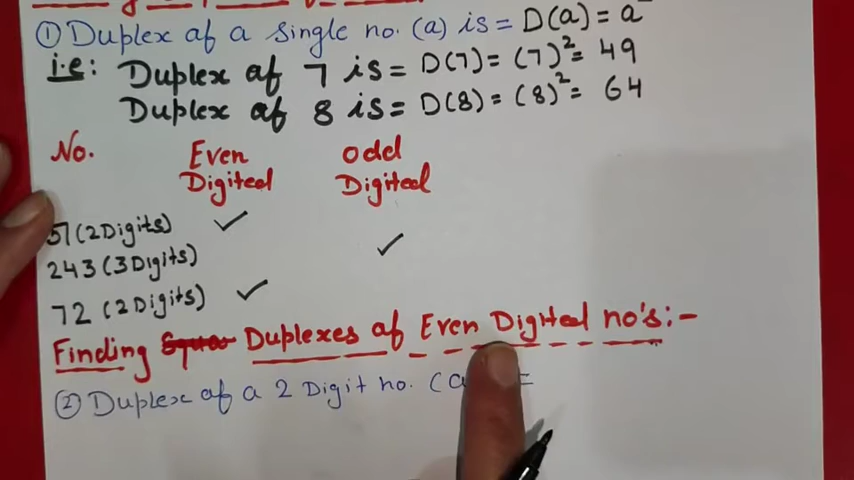 ① Duplex of a single no. (a) is = D(a) = a²
i.e: Duplex of 7 is = D(7) = (7)² = 49
Duplex of 8 is = D(8) = (8)² = 64
No. Even Digited odd Digited
57 (2 Digits) ✓
243 (3 Digits) ✓
72 (2 Digits) ✓
Finding Duplexes of Even Digited no's:-
② Duplex of a 2 Digit no. (a =